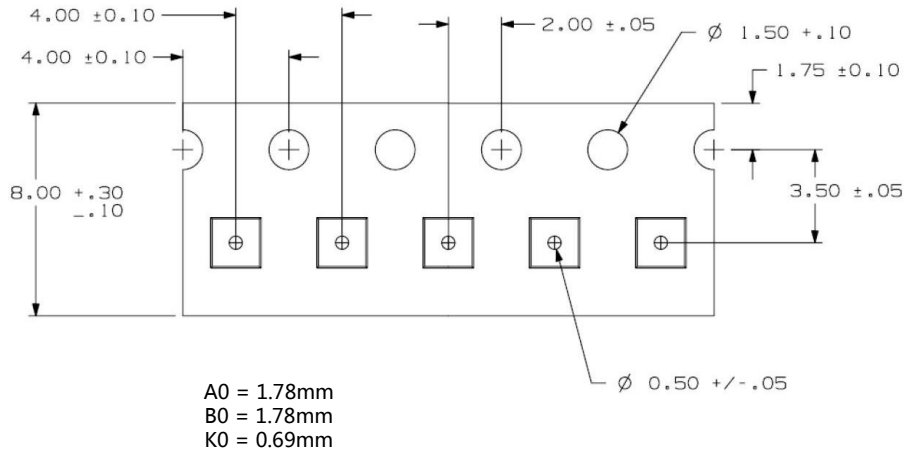 4.00 ±0.10
2.00 ±.05
Ø 1.50 +.10
4.00 ±0.10
1.75 ±0.10
8.00 +.30
-.10
3.50 ±.05
Ø 0.50 +/-.05
A0 = 1.78mm
B0 = 1.78mm
K0 = 0.69mm